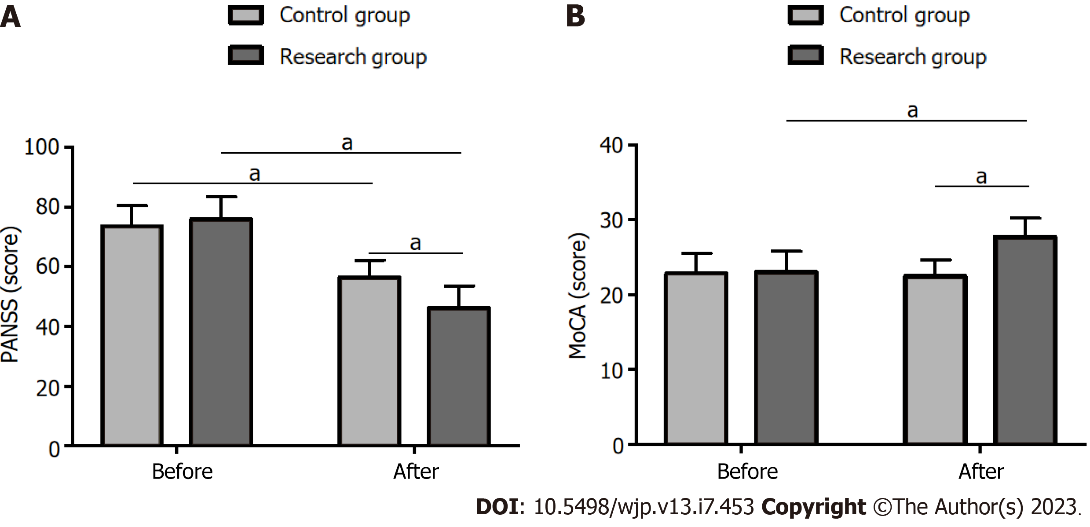 A
Control group
Research group
PANSS (score)
100
80
60
40
20
0
a
a
a
Before
After
B
Control group
Research group
MoCA (score)
40
30
20
10
0
a
a
Before
After
DOI: 10.5498/wjp.v13.i7.453 Copyright ©The Author(s) 2023.